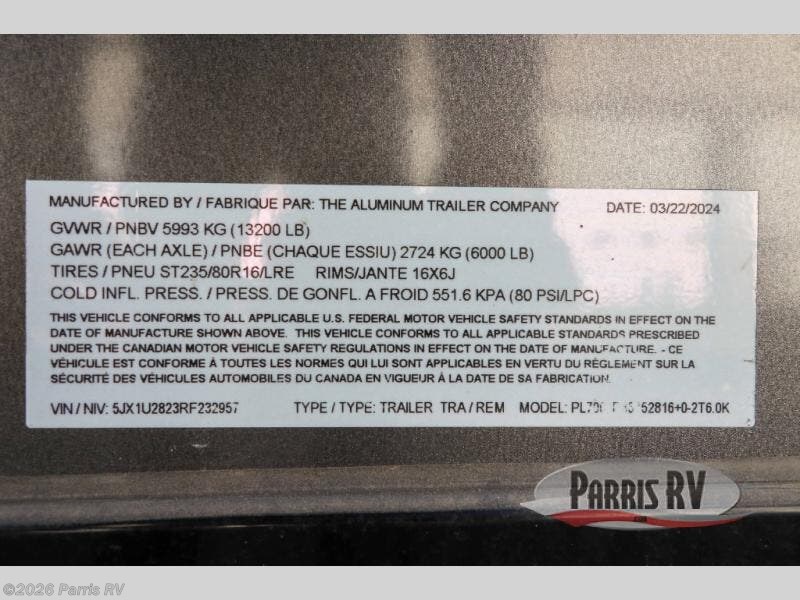 MANUFACTURED BY / FABRIQUE PAR: THE ALUMINUM TRAILER COMPANY DATE: 03/22/2024
GVWR / PNBV 5993 KG (13200 LB)
GAWR (EACH AXLE) / PNBE (CHAQUE ESSIU) 2724 KG (6000 LB)
TIRES / PNEU ST235/80R16/LRE RIMS/JANTE 16X6J
COLD INFL. PRESS. / PRESS. DE GONFL. A FROID 551.6 KPA (80 PSI/LPC)
THIS VEHICLE CONFORMS TO ALL APPLICABLE U.S. FEDERAL MOTOR VEHICLE SAFETY STANDARDS IN EFFECT ON THE
DATE OF MANUFACTURE SHOWN ABOVE. THIS VEHICLE CONFORMS TO ALL APPLICABLE STANDARDS PRESCRIBED
UNDER THE CANADIAN MOTOR VEHICLE SAFETY REGULATIONS IN EFFECT ON THE DATE OF MANUFACTURE. - CE
VÉHICULE EST CONFORME À TOUTES LES NORMES QUI LUI SONT APPLICABLES EN VERTU DU RÈGLEMENT SUR LA
SÉCURITÉ DES VÉHICULES AUTOMOBILES DU CANADA EN VIGUEUR À LA DATE DE SA FABRICATION.
VIN / NIV: 5JX1U2823RF232957 TYPE / TYPE: TRAILER TRA / REM MODEL:
PARRIS RV
©2026 Parris RV